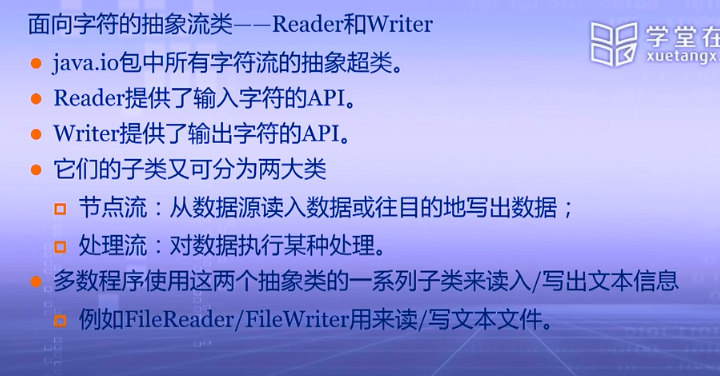 面向字符的抽象流类——Reader和Writer
学堂在
xuetangx
java.io包中所有字符流的抽象超类。
Reader提供了输入字符的API。
Writer提供了输出字符的API。
它们的子类又可分为两大类
节点流：从数据源读入数据或往目的地写出数据；
处理流：对数据执行某种处理。
多数程序使用这两个抽象类的一系列子类来读入/写出文本信息
例如FileReader/FileWriter用来读/写文本文件。